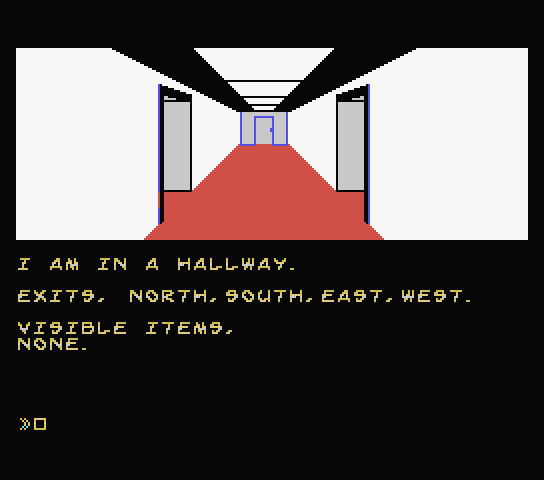 I AM IN A HALLWAY.
EXITS, NORTH,SOUTH,EAST,WEST.
VISIBLE ITEMS,
NONE.
»